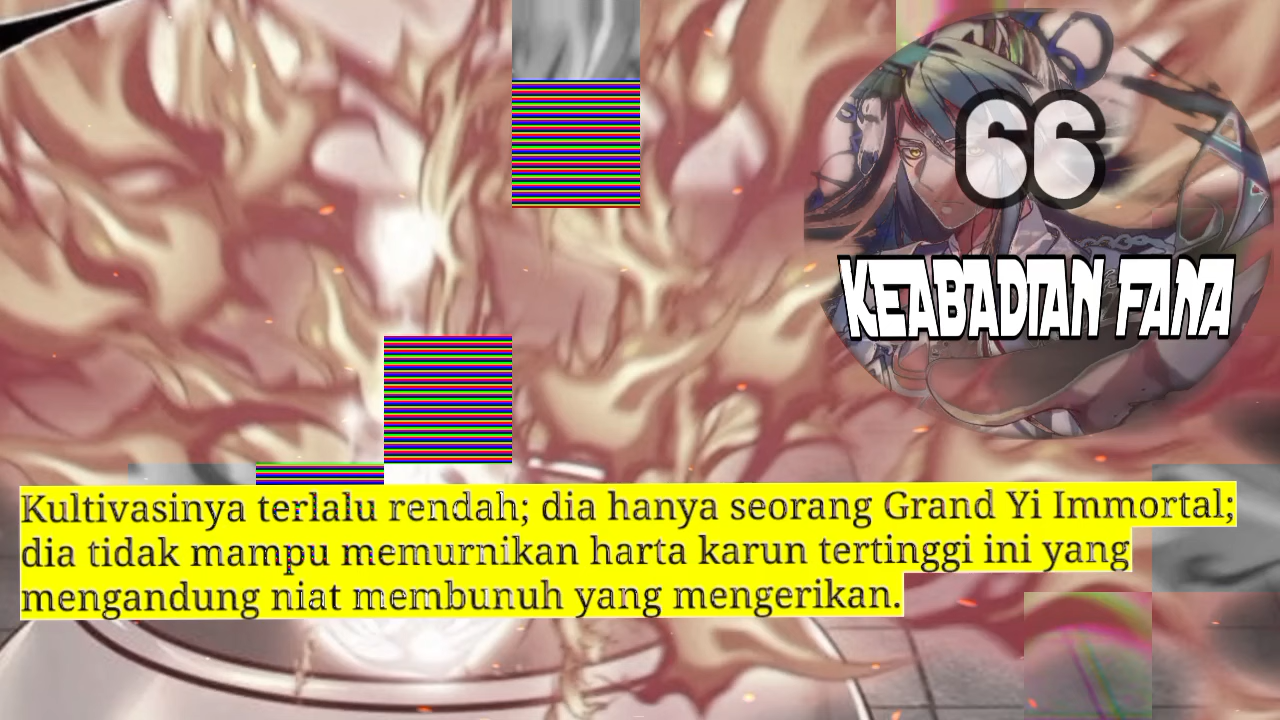 66
KEABADIAN FANA
Kultivasinya terlalu rendah; dia hanya seorang Grand Yi Immortal;
dia tidak mampu memurnikan harta karun tertinggi ini yang
mengandung niat membunuh yang mengerikan.